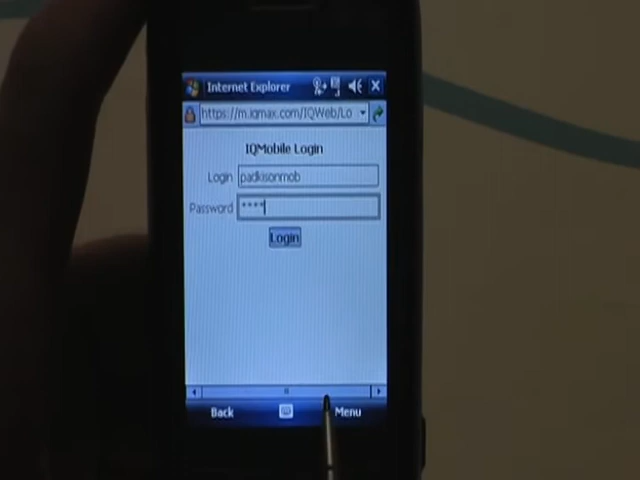 Internet Explorer
https://m.iqmax.com/IQWeb/Lo
IQMobile Login
Login padkisonmob
Password ****
Login
Back Menu